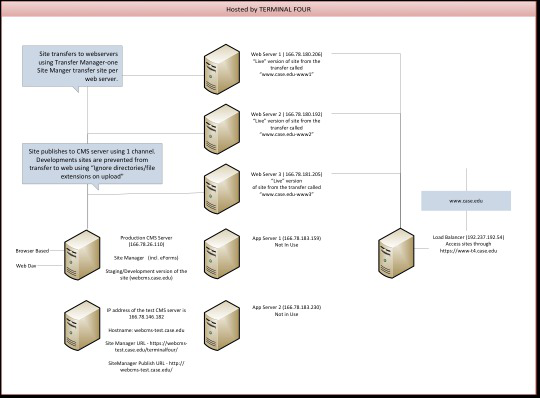 Hosted by TERMINAL FOUR
Site transfers to webservers
using Transfer Manager-one
Site Manger transfer site per
web server.
Web Server 1 ( 166.78.180.206)
"Live" version of site from the
transfer called
"www.case.edu-www1"
Web Server 2 ( 166.78.180.192)
"Live" version of site from the
transfer called
"www.case.edu-www2"
Site publishes to CMS server using 1 channel.
Developments sites are prevented from
transfer to web using "Ignore directories/file
extensions on upload"
Web Server 3 ( 166.78.181.205)
"Live" version
of site from the transfer called
"www.case.edu-www3"
www.case.edu
Browser Based
Web Dav
Production CMS Server
(166.78.26.110)
Site Manager (incl. eForms)
Staging/Development version of the
site (webcms.case.edu)
App Server 1 (166.78.183.159)
Not In Use
Load Balancer (192.237.192.54)
Access sites through
https://www-t4.case.edu
IP address of the test CMS server is
166.78.146.182
Hostname: webcms-test.case.edu
Site Manager URL - https://webcms-
test.case.edu/terminalfour/
SiteManager Publish URL - http://
webcms-test.case.edu/
App Server 2 (166.78.183.230)
Not in Use